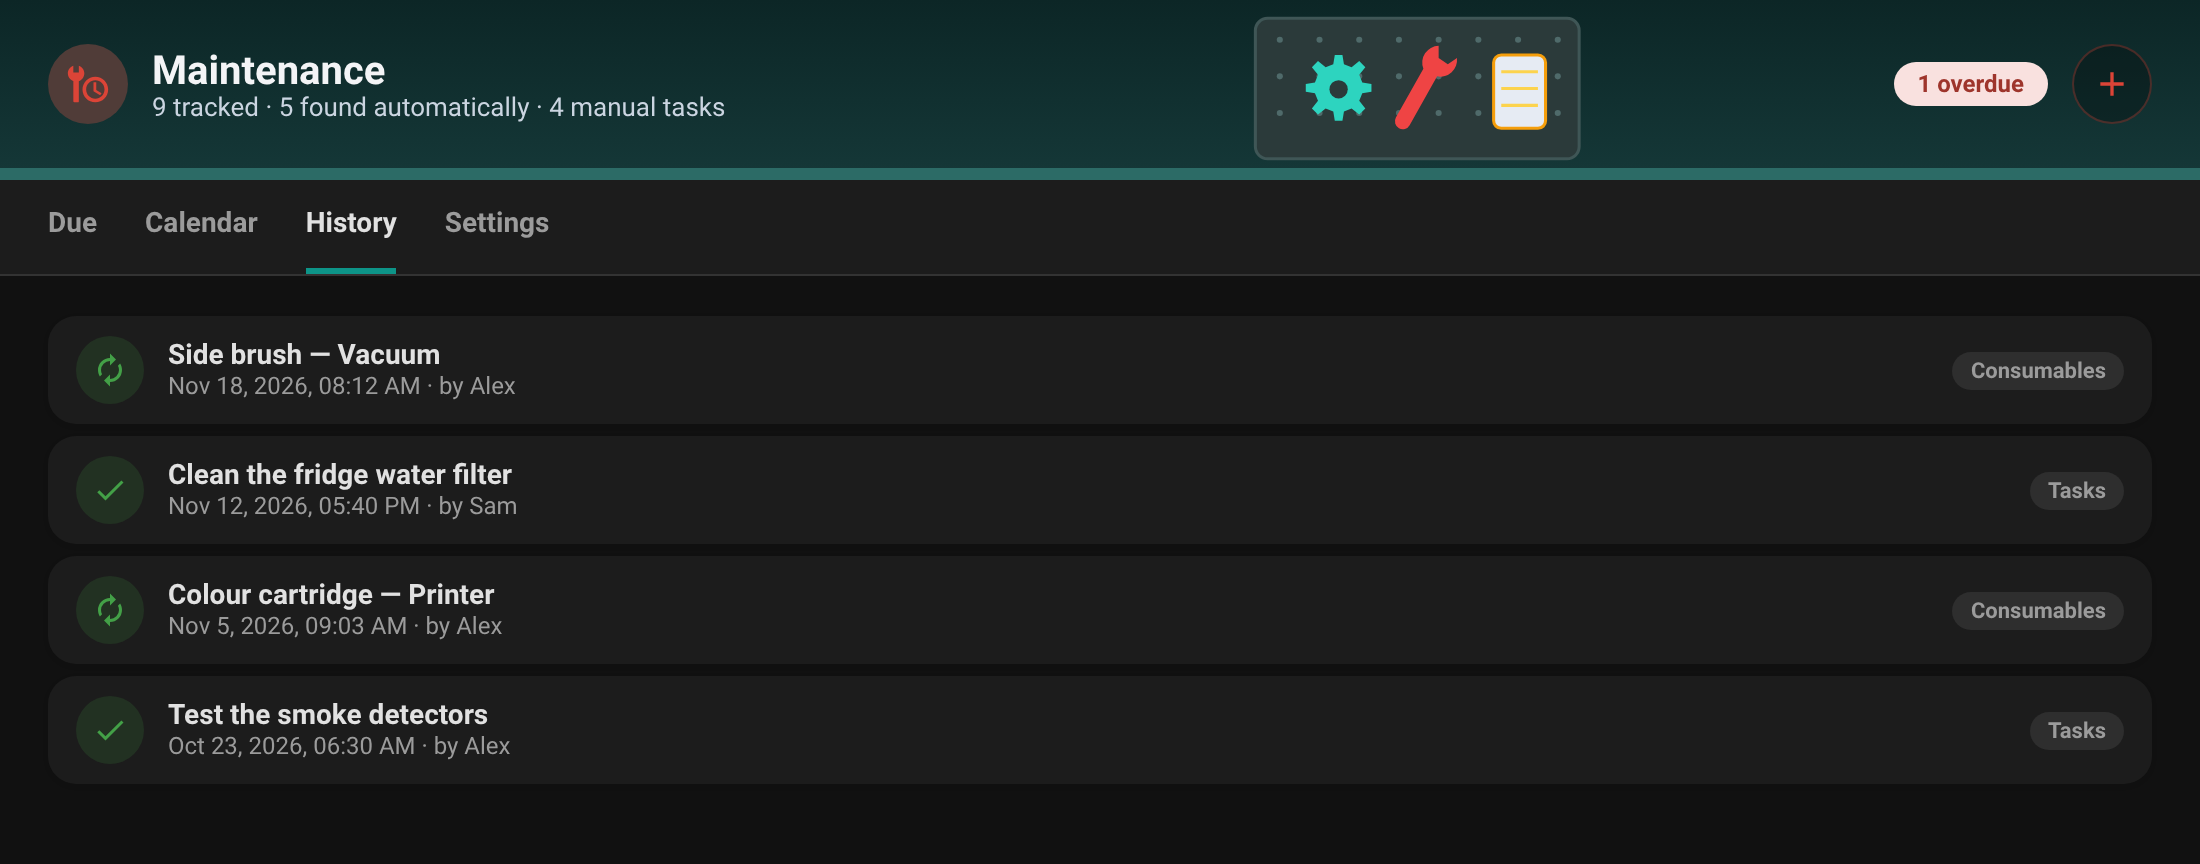 Maintenance
9 tracked · 5 found automatically · 4 manual tasks
1 overdue
Due
Calendar
History
Settings
Side brush — Vacuum
Nov 18, 2026, 08:12 AM · by Alex
Consumables
Clean the fridge water filter
Nov 12, 2026, 05:40 PM · by Sam
Tasks
Colour cartridge — Printer
Nov 5, 2026, 09:03 AM · by Alex
Consumables
Test the smoke detectors
Oct 23, 2026, 06:30 AM · by Alex
Tasks